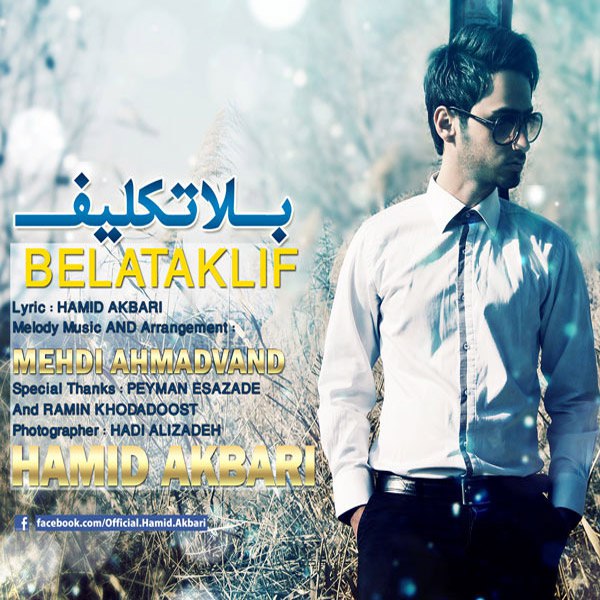 بلاتکلیف
BELATAKLIF
Lyric : HAMID AKBARI
Melody Music AND Arrangement :
MEHDI AHMADVAND
Special Thanks : PEYMAN ESAZADE
And RAMIN KHODADOOST
Photographer : HADI ALIZADEH
HAMID AKBARI
f facebook.com/Official.Hamid.Akbari